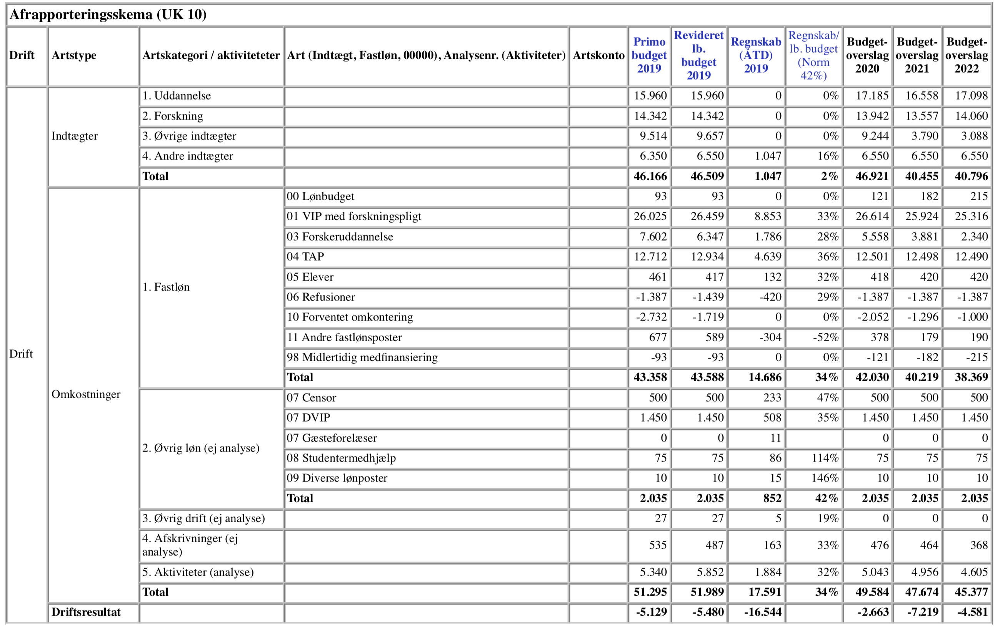 Afrapporteringsskema (UK 10)
Drift Artstype Artskategori / aktiviteteter Art (Indtægt, Fastløn, 00000), Analysenr. (Aktiviteter) Artskonto Primo budget 2019 Revideret lb. budget 2019 Regnskab (ÅTD) 2019 Regnskab/ lb. budget (Norm 42%) Budget-overslag 2020 Budget-overslag 2021 Budget-overslag 2022
Drift Indtægter 1. Uddannelse 15.960 15.960 0 0% 17.185 16.558 17.098
2. Forskning 14.342 14.342 0 0% 13.942 13.557 14.060
3. Øvrige indtægter 9.514 9.657 0 0% 9.244 3.790 3.088
4. Andre indtægter 6.350 6.550 1.047 16% 6.550 6.550 6.550
Total 46.166 46.509 1.047 2% 46.921 40.455 40.796
Omkostninger 1. Fastløn 00 Lønbudget 93 93 0 0% 121 182 215
01 VIP med forskningspligt 26.025 26.459 8.853 33% 26.614 25.924 25.316
03 Forskeruddannelse 7.602 6.347 1.786 28% 5.558 3.881 2.340
04 TAP 12.712 12.934 4.639 36% 12.501 12.498 12.490
05 Elever 461 417 132 32% 418 420 420
06 Refusioner -1.387 -1.439 -420 29% -1.387 -1.387 -1.387
10 Forventet omkontering -2.732 -1.719 0 0% -2.052 -1.296 -1.000
11 Andre fastlønsposter 677 589 -304 -52% 378 179 190
98 Midlertidig medfinansiering -93 -93 0 0% -121 -182 -215
Total 43.358 43.588 14.686 34% 42.030 40.219 38.369
2. Øvrig løn (ej analyse) 07 Censor 500 500 233 47% 500 500 500
07 DVIP 1.450 1.450 508 35% 1.450 1.450 1.450
07 Gæsteforelæser 0 0 11 0 0 0
08 Studentermedhjælp 75 75 86 114% 75 75 75
09 Diverse lønposter 10 10 15 146% 10 10 10
Total 2.035 2.035 852 42% 2.035 2.035 2.035
3. Øvrig drift (ej analyse) 27 27 5 19% 0 0 0
4. Afskrivninger (ej analyse) 535 487 163 33% 476 464 368
5. Aktiviteter (analyse) 5.340 5.852 1.884 32% 5.043 4.956 4.605
Total 51.295 51.989 17.591 34% 49.584 47.674 45.377
Driftsresultat -5.129 -5.480 -16.544 -2.663 -7.219 -4.581